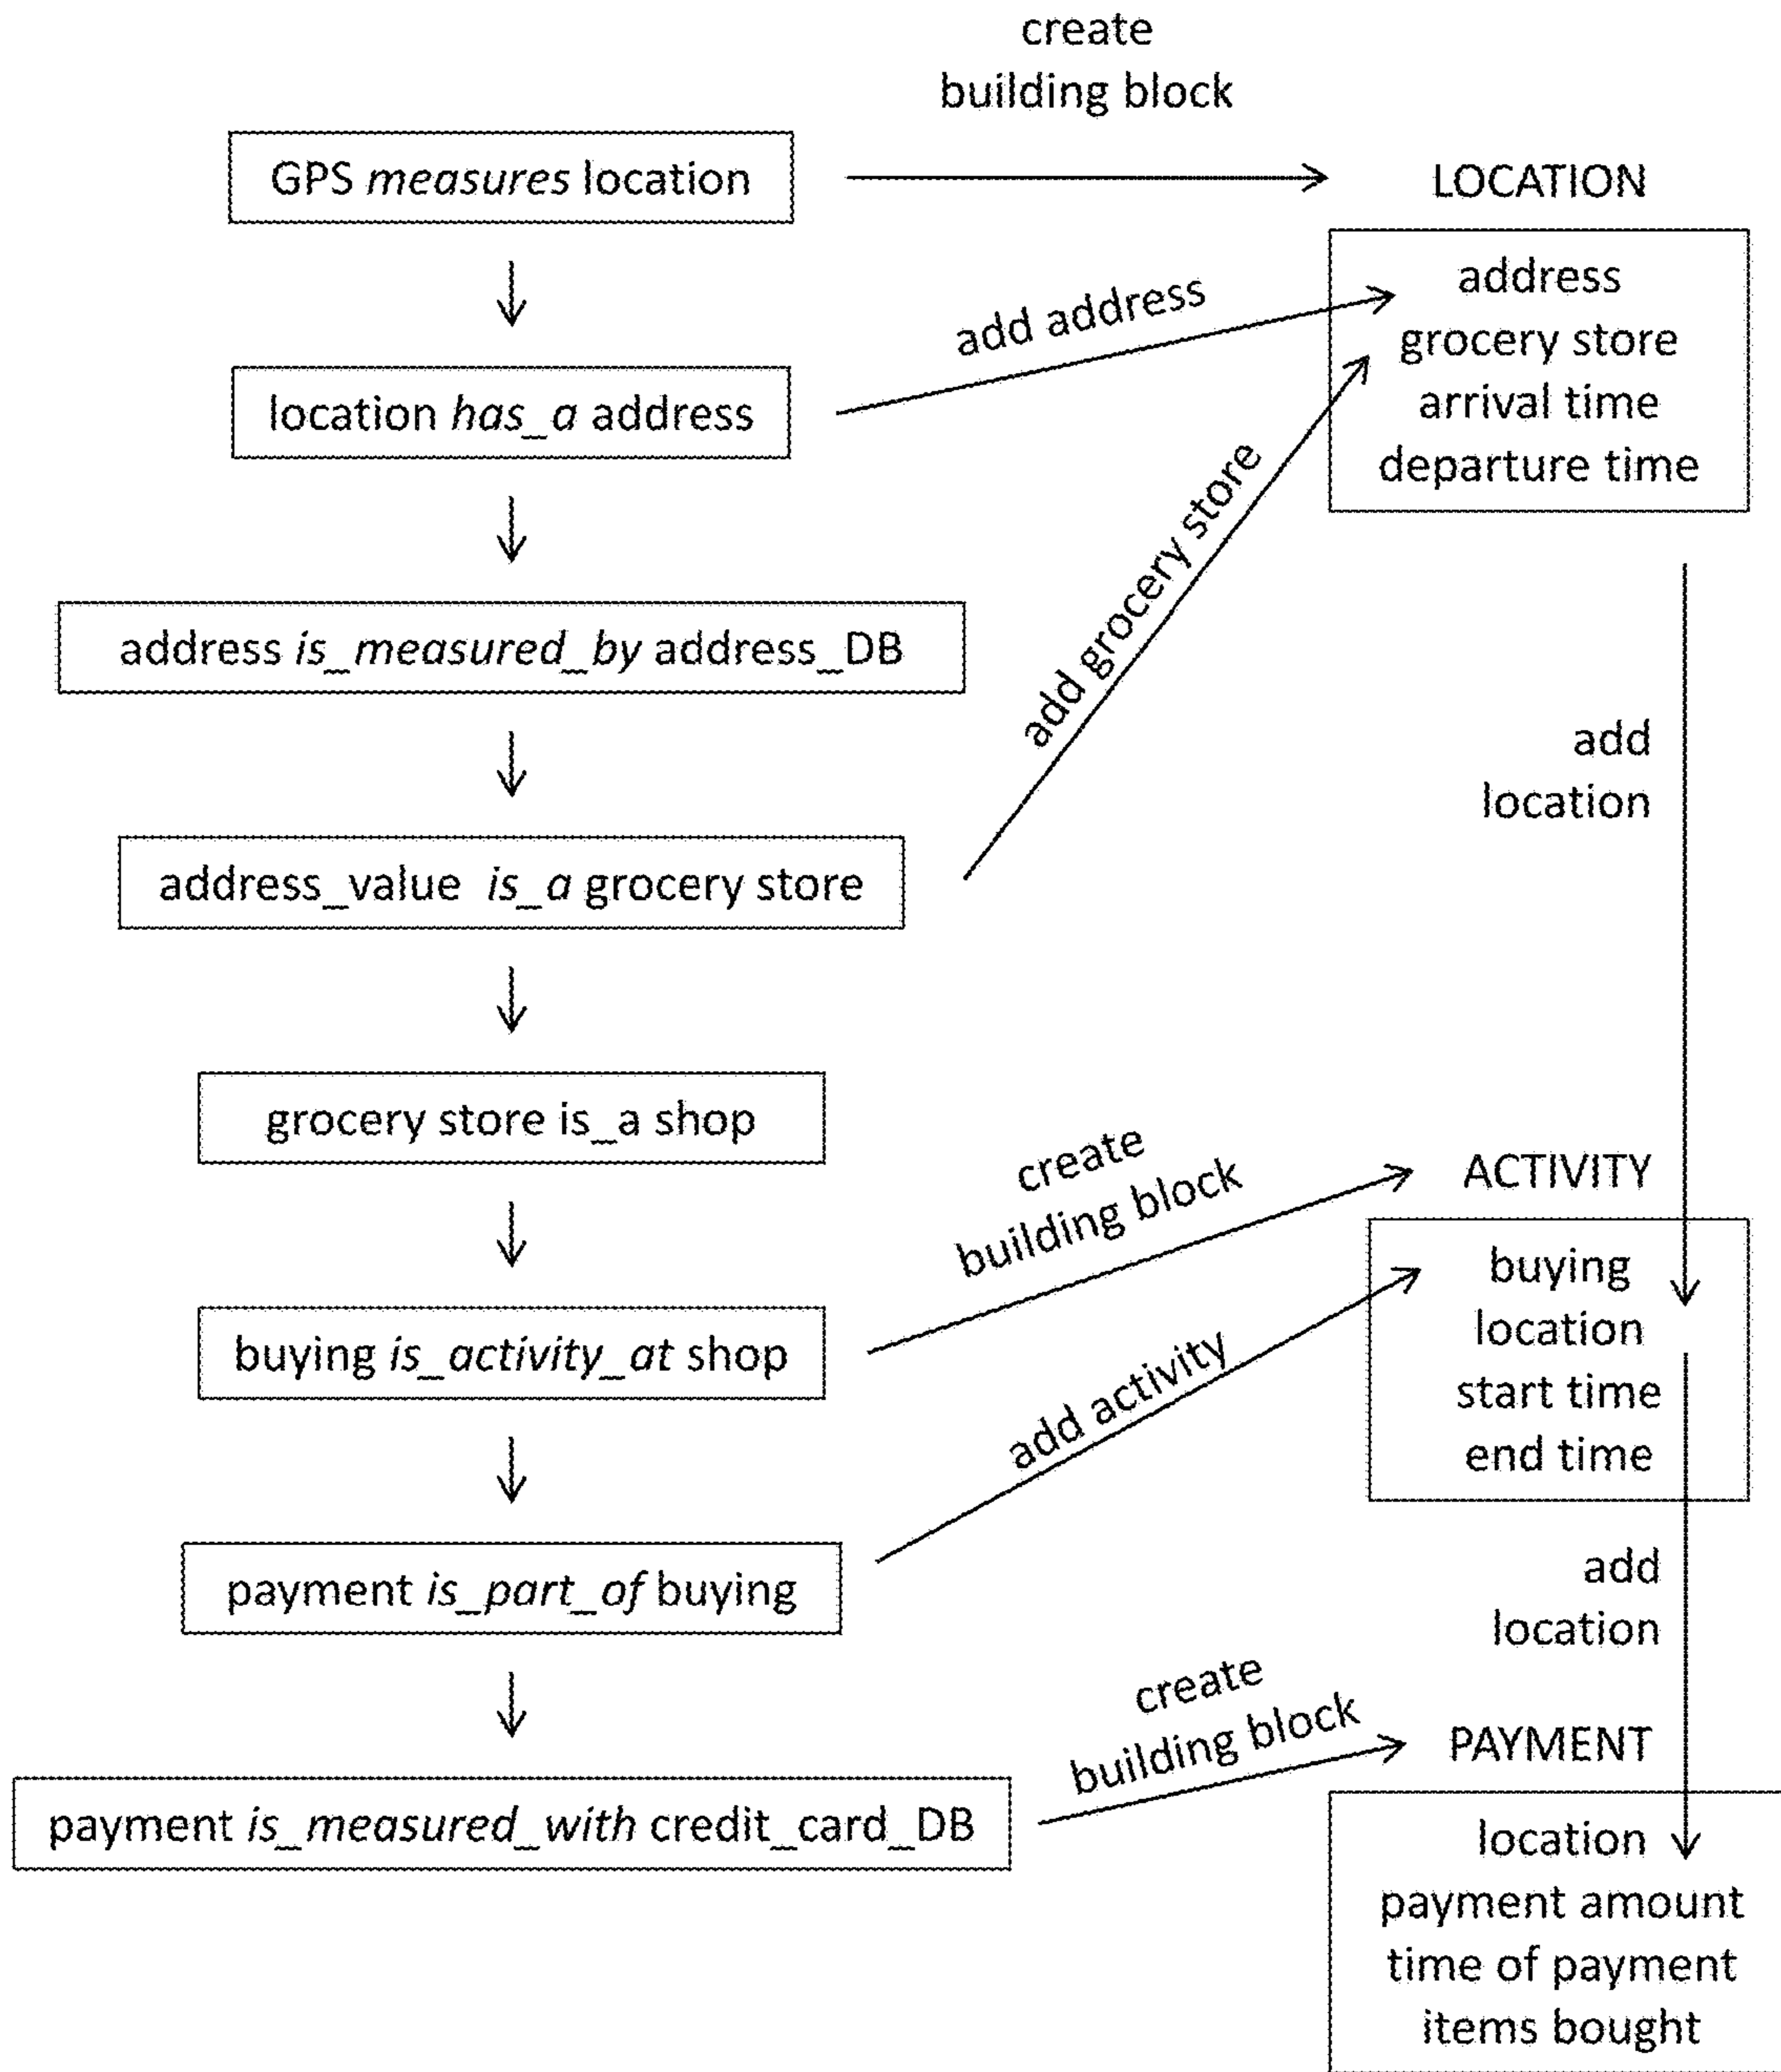 create
building block
GPS measures location
LOCATION
address
grocery store
arrival time
departure time
add address
location has_a address
add grocery store
address is_measured_by address_DB
add
location
address_value is_a grocery store
grocery store is_a shop
create
building block
ACTIVITY
buying
location
start time
end time
buying is_activity_at shop
add activity
payment is_part_of buying
add
location
create
building block
PAYMENT
payment is_measured_with credit_card_DB
location
payment amount
time of payment
items bought